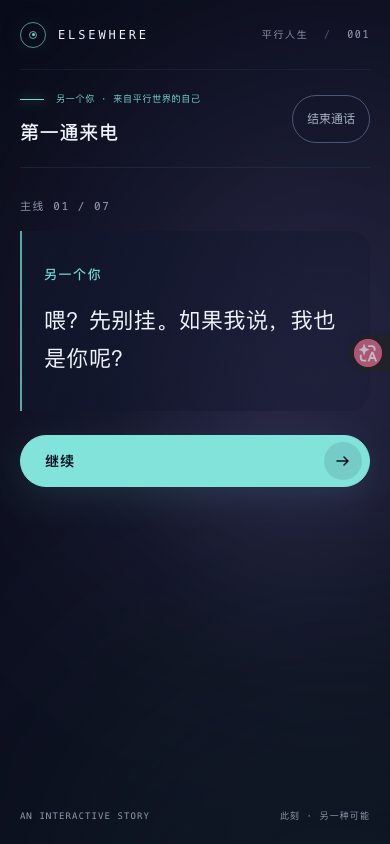 ELSEWHERE
平行人生 / 001
另一个你 · 来自平行世界的自己
第一通来电
结束通话
主线 01 / 07
另一个你
喂？先别挂。如果我说，我也
是你呢？
继续
AN INTERACTIVE STORY
此刻 · 另一种可能